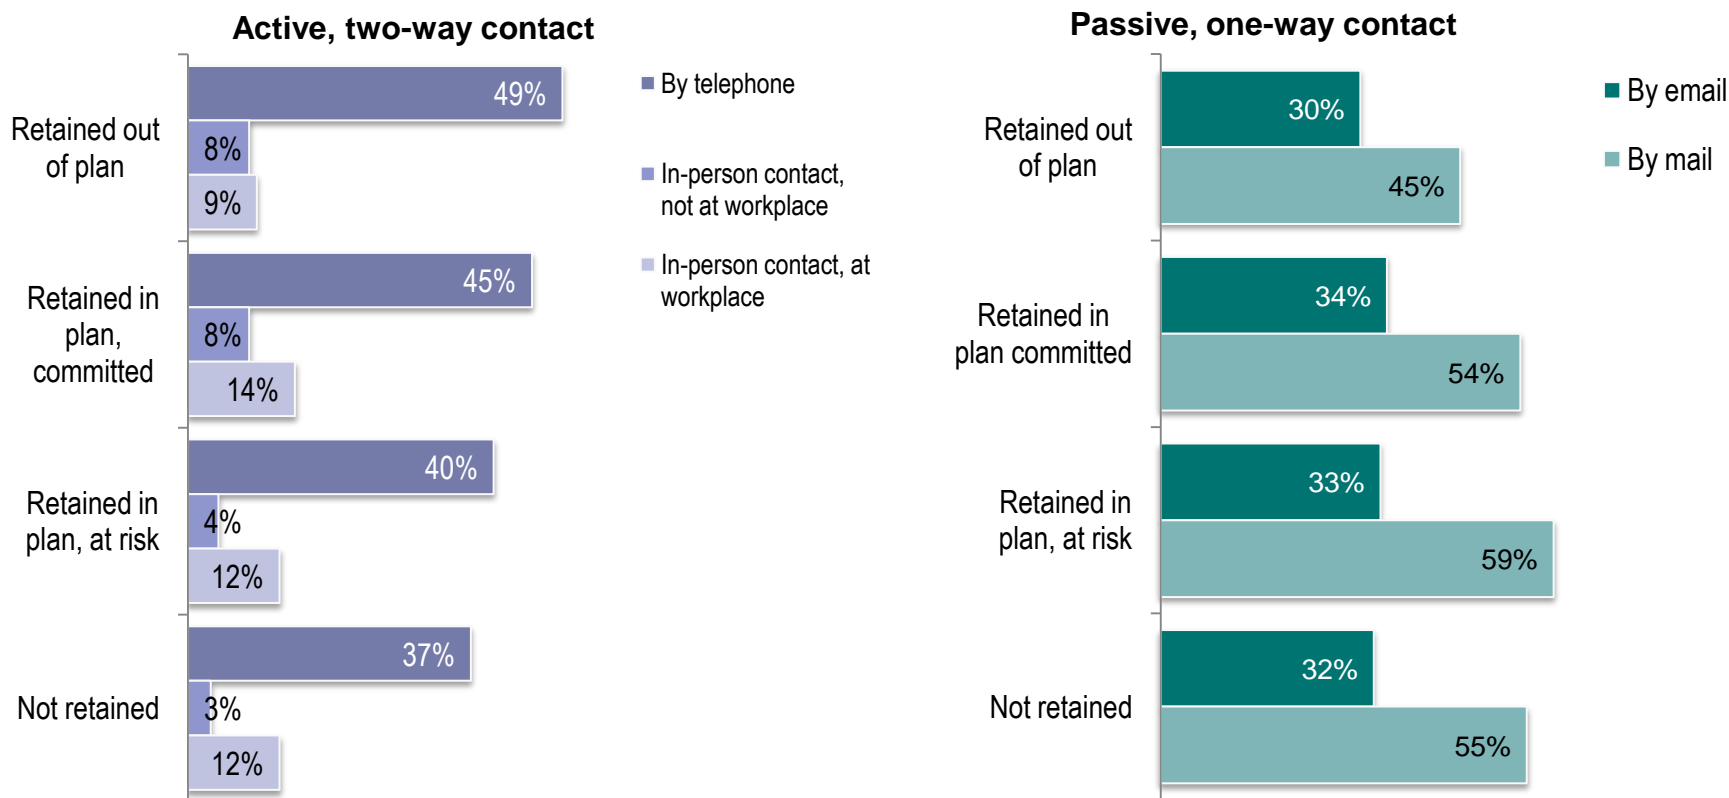 Active, two-way contact
Retained out
of plan
49%
8%
9%
Retained in
plan,
committed
45%
8%
14%
Retained in
plan, at risk
40%
4%
12%
Not retained
37%
3%
12%
By telephone
In-person contact,
not at workplace
In-person contact, at
workplace
Passive, one-way contact
Retained out
of plan
30%
45%
Retained in
plan committed
34%
54%
Retained in
plan, at risk
33%
59%
Not retained
32%
55%
By email
By mail